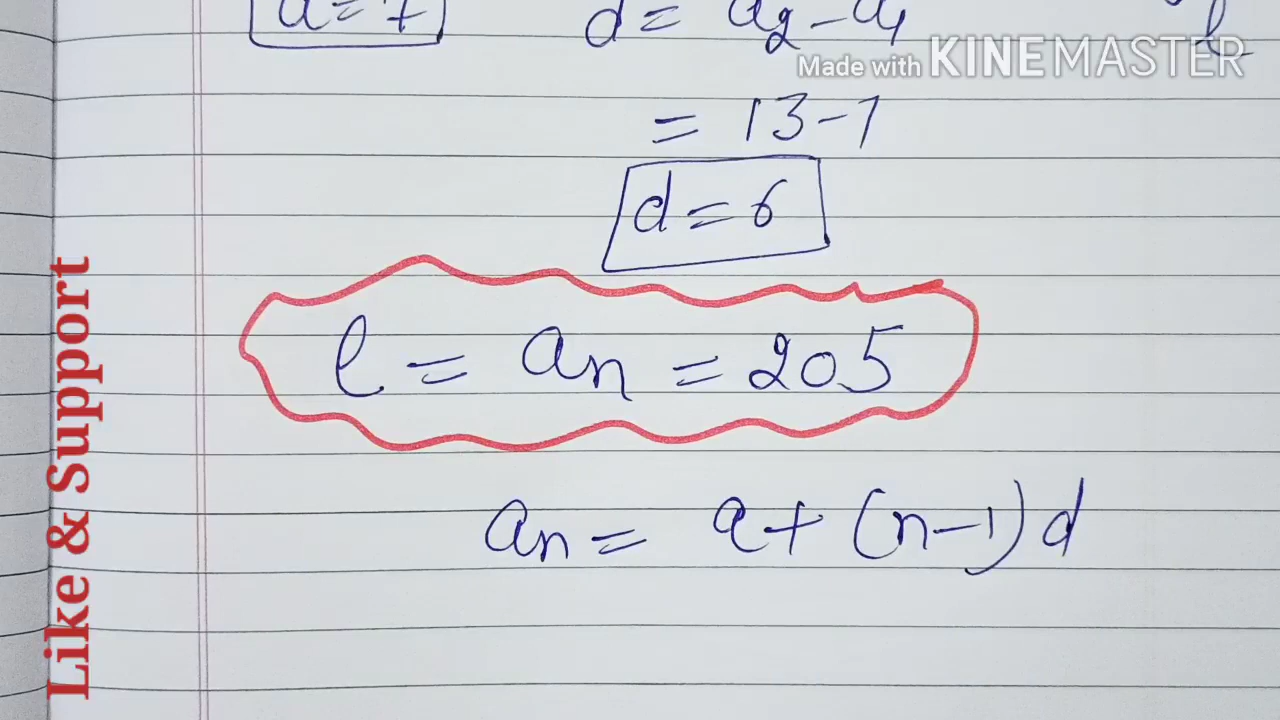 a = 7
d = a2 - a1
l
Made with KINEMASTER
= 13 - 7
d = 6
l = an = 205
an = a + (n-1)d
Like & Support